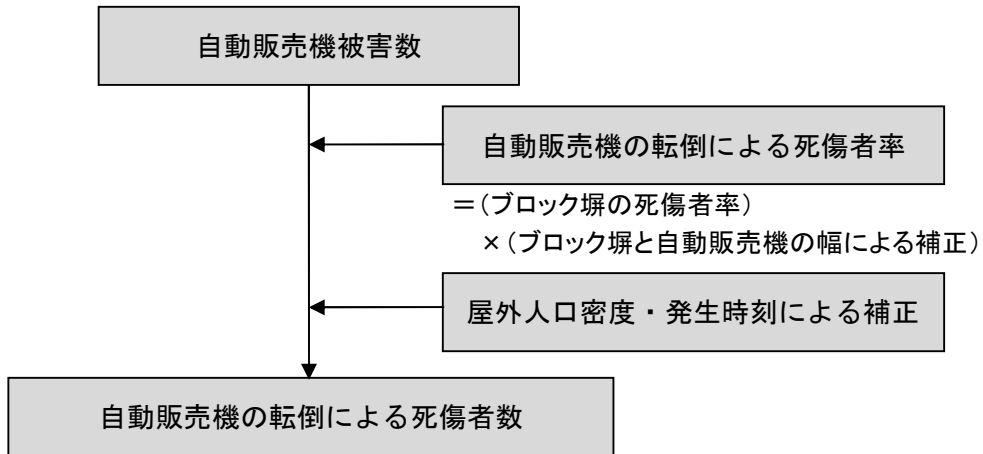 自動販売機被害数
自動販売機の転倒による死傷者率
＝（ブロック塀の死傷者率）
×（ブロック塀と自動販売機の幅による補正）
屋外人口密度・発生時刻による補正
自動販売機の転倒による死傷者数